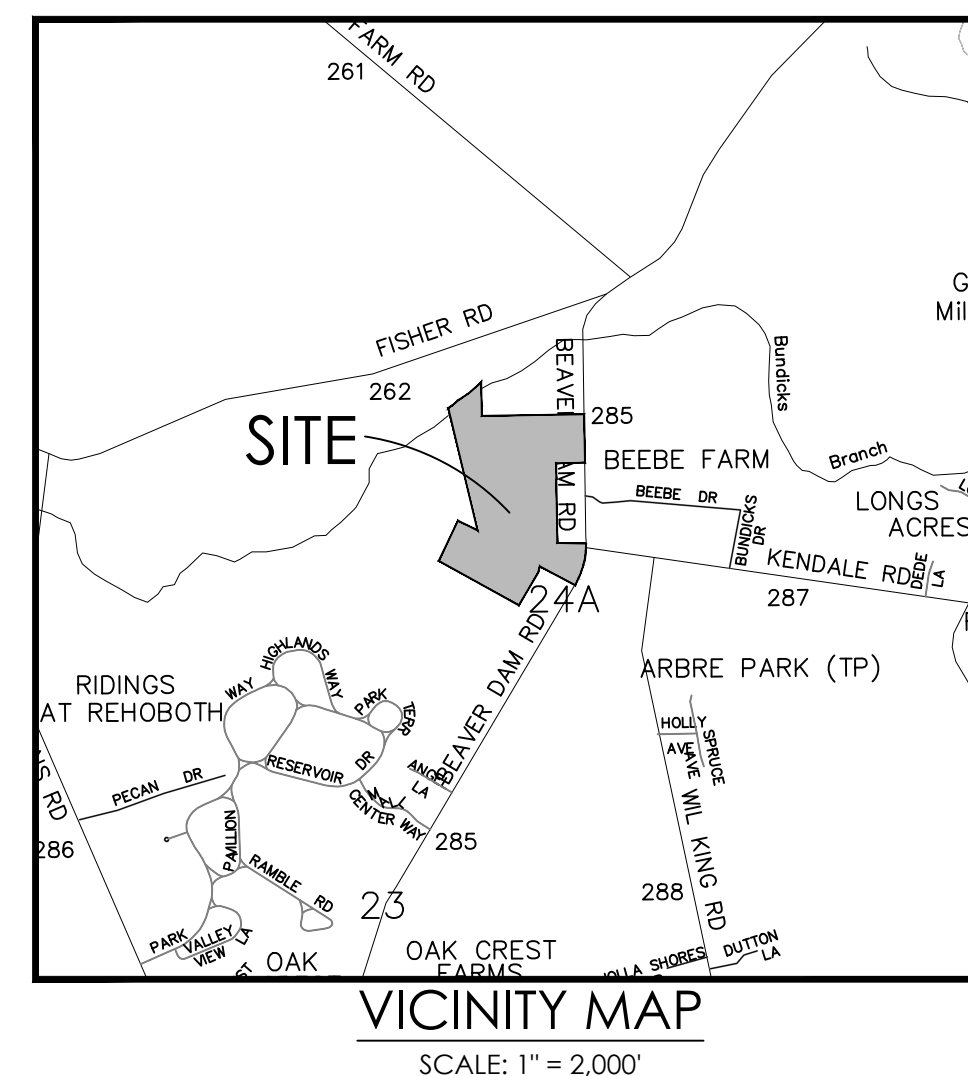 FARM RD
261
FISHER RD
262
Bundicks
285
SITE
BEEBE FARM
Branch
BEEBE DR
BUNDICKS
DR
LONGS
ACRES
KENDALE RD
DEDE
LA
287
24A
BEAVER DAM RD
ARBRE PARK (TP)
HIGHLANDS
WAY
WAY
RIDINGS
AT REHOBOTH
PARK
TERR
HOLLY
AVE
SPRUCE
AVE
RESERVOIR DR
PECAN DR
LA
MALL
CENTER WAY
285
RD
286
RAMBLE RD
WIL KING RD
288
23
PARK
VALLEY
VIEW
LA
OAK
OAK CREST
FARMS
SHORES
DUTTON
LA
VICINITY MAP
SCALE: 1" = 2,000'